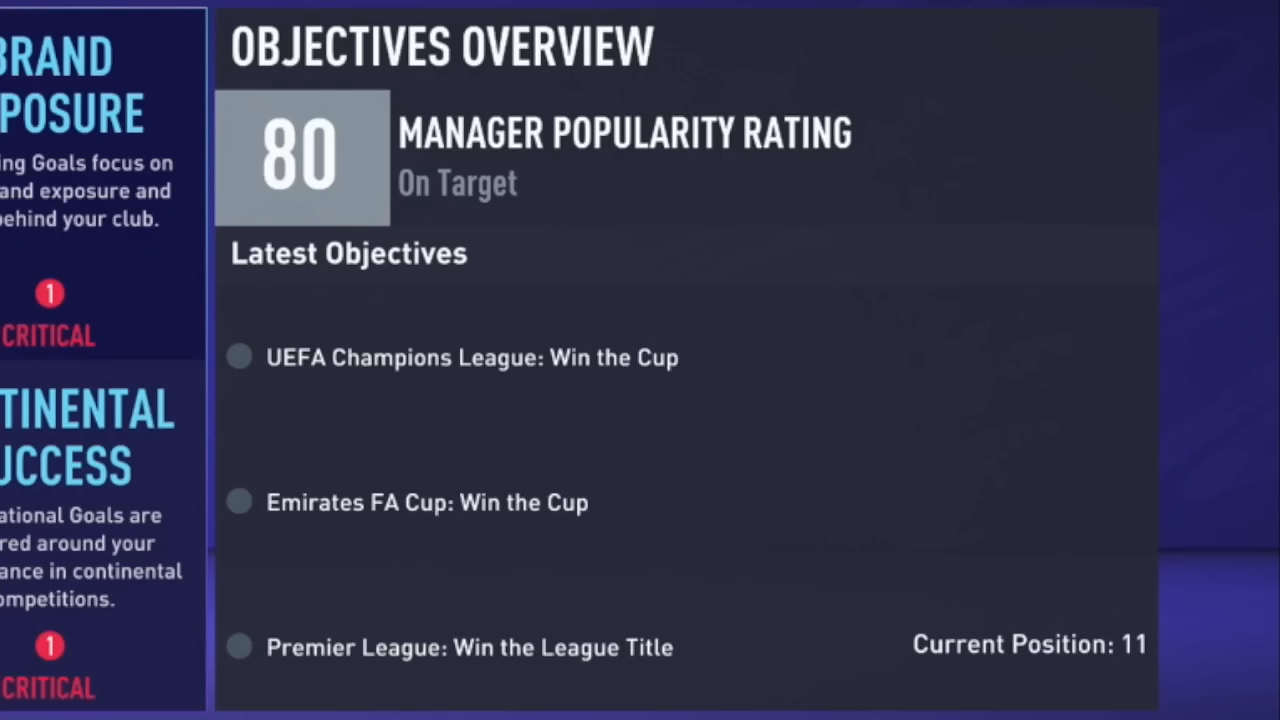 BRAND
POSURE
ing Goals focus on
and exposure and
behind your club.
1
CRITICAL
TINENTAL
UCCESS
ational Goals are
red around your
ance in continental
ompetitions.
1
CRITICAL
OBJECTIVES OVERVIEW
80
MANAGER POPULARITY RATING
On Target
Latest Objectives
UEFA Champions League: Win the Cup
Emirates FA Cup: Win the Cup
Premier League: Win the League Title
Current Position: 11